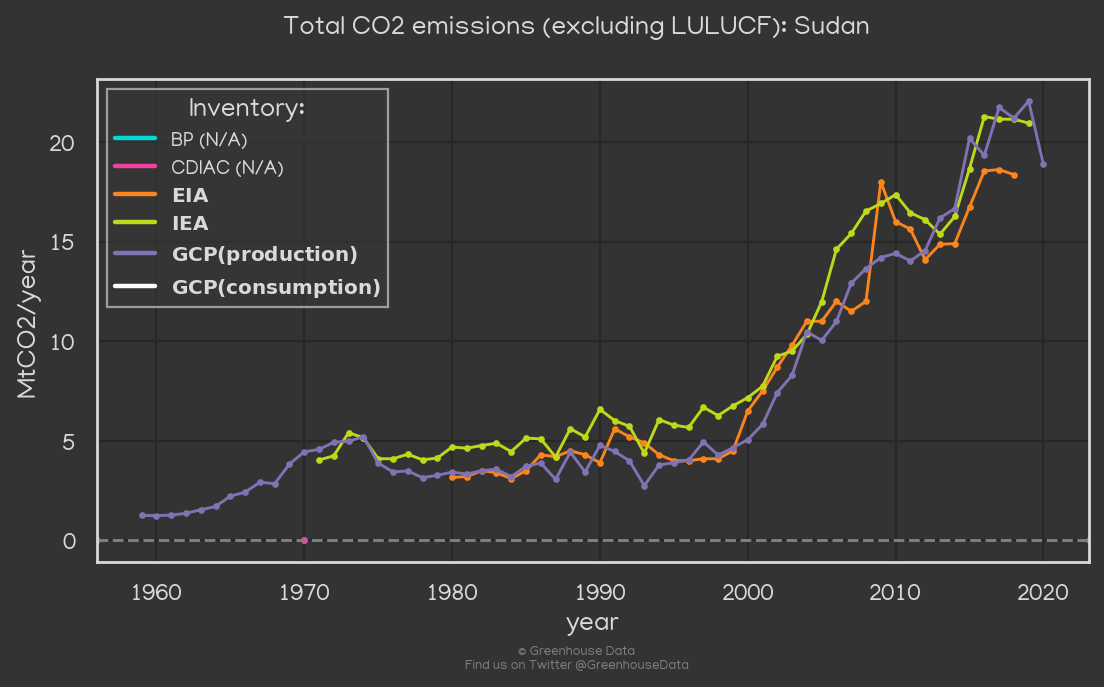 Total CO2 emissions (excluding LULUCF): Sudan
Inventory:
BP (N/A)
CDIAC (N/A)
EIA
IEA
GCP(production)
GCP(consumption)
MtCO2/year
20
15
10
5
0
1960 1970 1980 1990 2000 2010 2020
year
© Greenhouse Data
Find us on Twitter @GreenhouseData